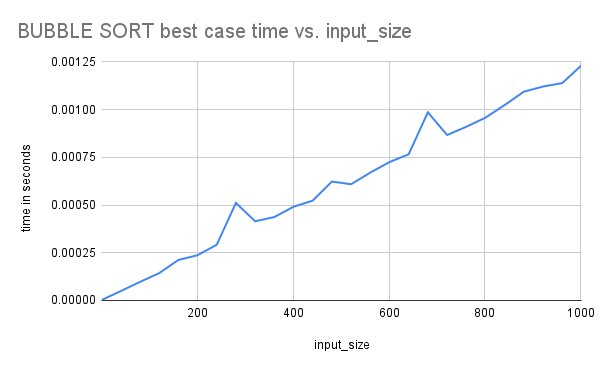 BUBBLE SORT best case time vs. input_size
0.00125
0.00100
0.00075
0.00050
0.00025
0.00000
time in seconds
200 400 600 800 1000
input_size